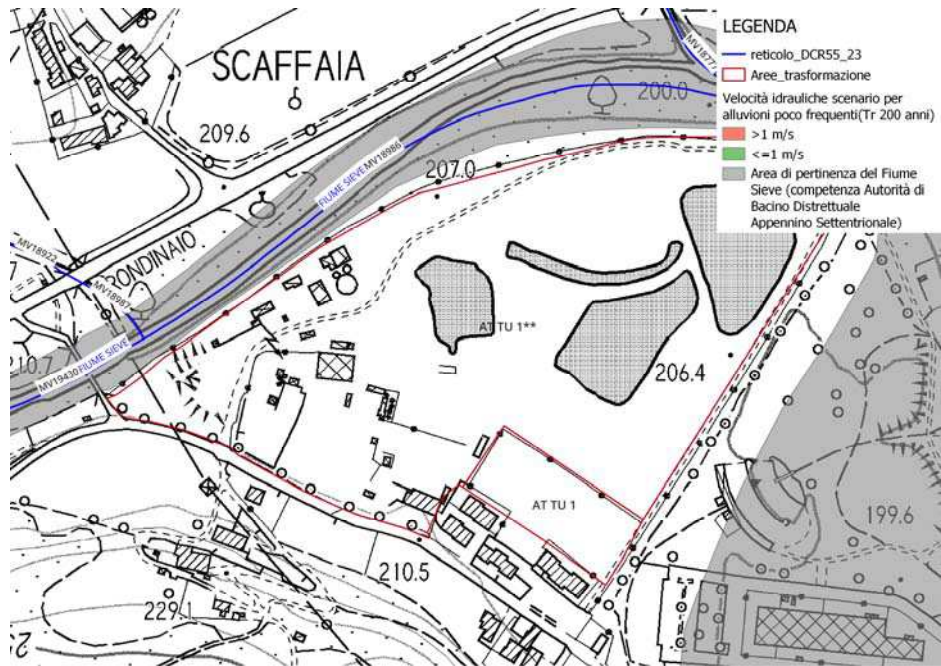 SCAFFAIA
209.6
RONDINAIO
207.0
200.0
MV1877
FIUME SIEVE
MV18986
MV18922
MV18987
MV19430
FIUME SIEVE
210.7
AT TU 1**
206.4
AT TU 1
210.5
229.1
199.6
LEGENDA
reticolo_DCR55_23
Aree_trasformazione
Velocità idrauliche scenario per
alluvioni poco frequenti(Tr 200 anni)
>1 m/s
<=1 m/s
Area di pertinenza del Fiume
Sieve (competenza Autorità di
Bacino Distrettuale
Appennino Settentrionale)